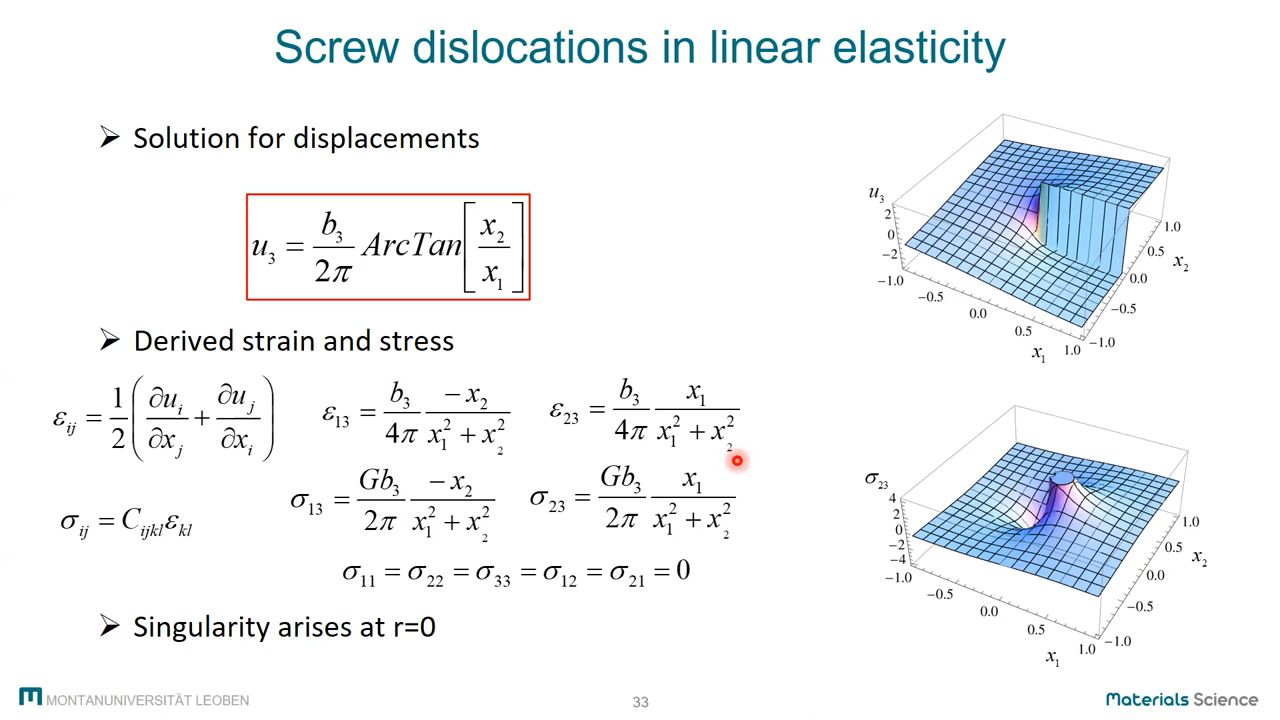 Screw dislocations in linear elasticity
➢ Solution for displacements
u₃ = b₃/2π ArcTan[x₂/x₁]
➢ Derived strain and stress
εᵢⱼ = 1/2 (∂uᵢ/∂xⱼ + ∂uⱼ/∂xᵢ)
ε₁₃ = b₃/4π −x₂/(x₁² + x₂²)
ε₂₃ = b₃/4π x₁/(x₁² + x₂²)
σᵢⱼ = Cᵢⱼₖₗεₖₗ
σ₁₃ = Gb₃/2π −x₂/(x₁² + x₂²)
σ₂₃ = Gb₃/2π x₁/(x₁² + x₂²)
σ₁₁ = σ₂₂ = σ₃₃ = σ₁₂ = σ₂₁ = 0
➢ Singularity arises at r=0
u₃
2
0
−2
−1.0
−0.5
0.0
0.5
1.0
x₁
−1.0
−0.5
0.0
0.5
1.0
x₂
σ₂₃
4
2
0
−2
−4
−1.0
−0.5
0.0
0.5
1.0
x₁
−1.0
−0.5
0.0
0.5
1.0
x₂
MONTANUNIVERSITÄT LEOBEN
33
Materials Science